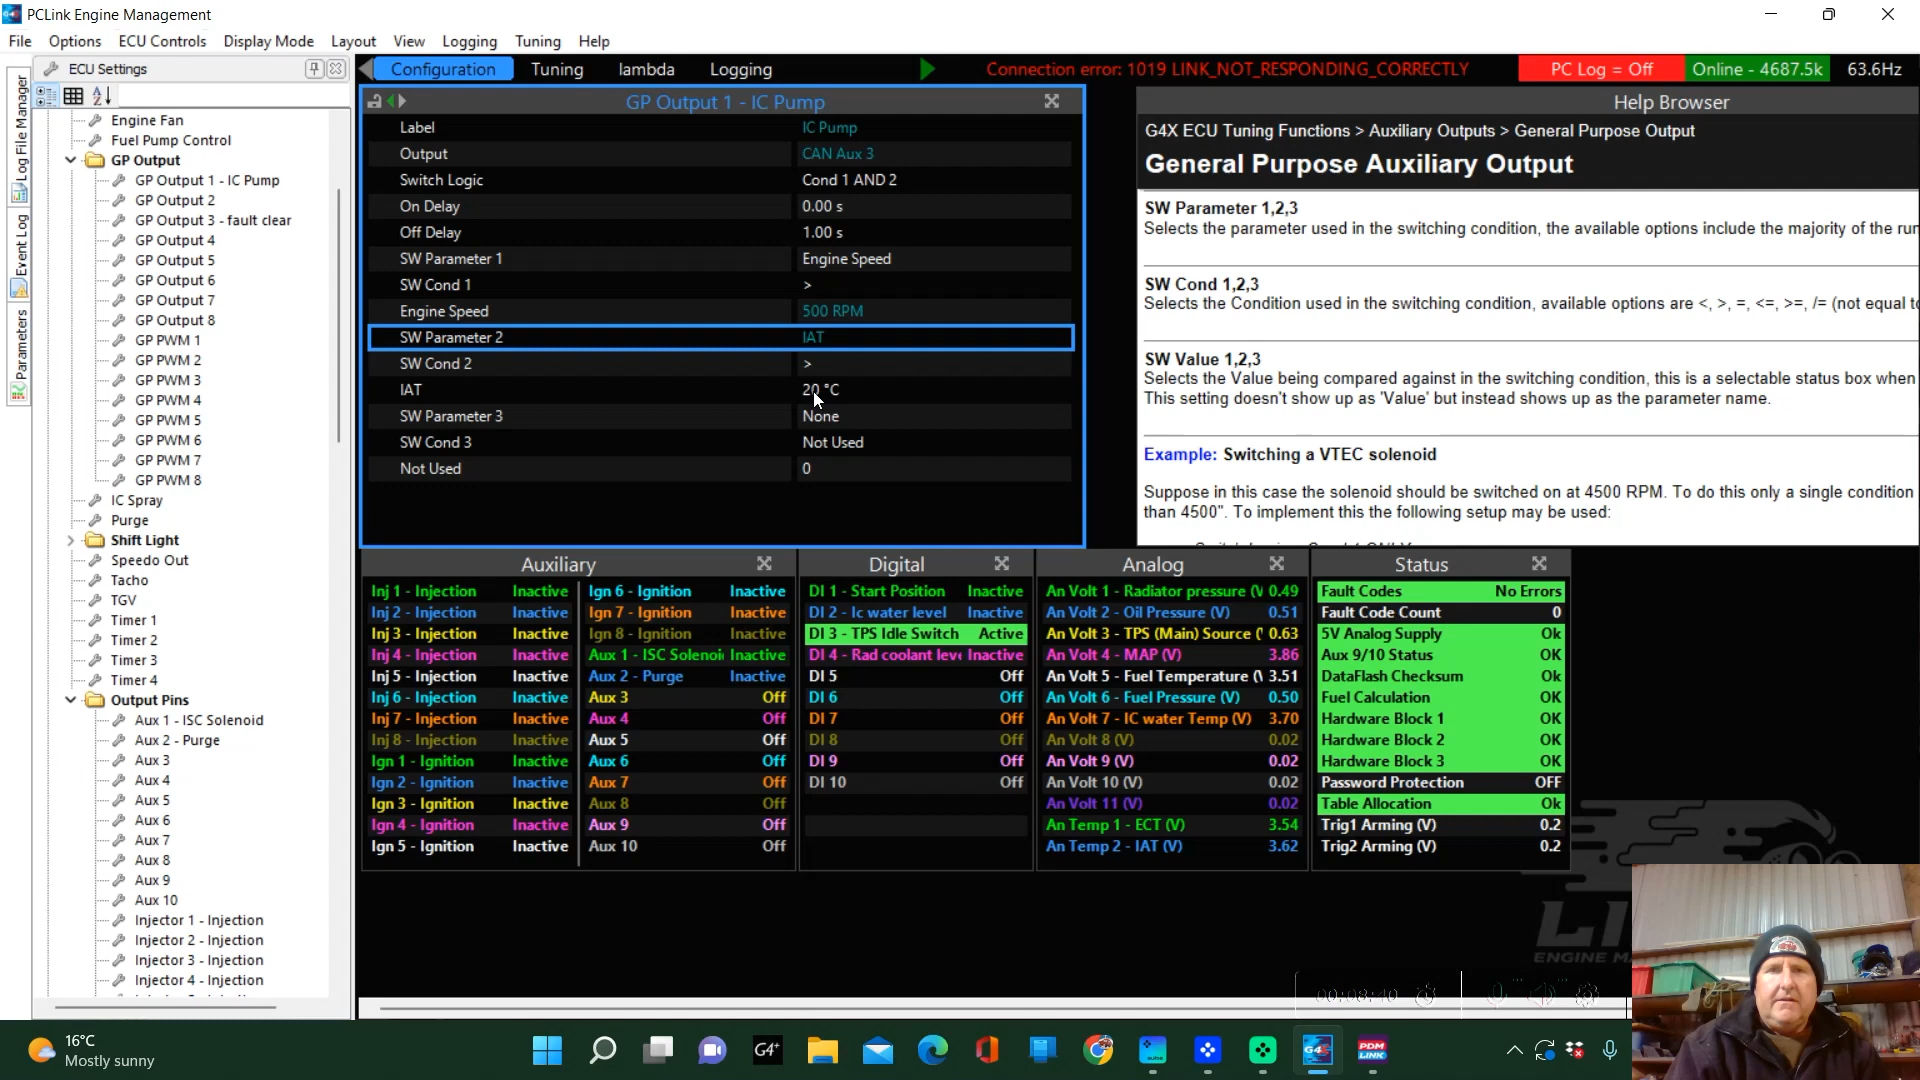 PCLink Engine Management
File Options ECU Controls Display Mode Layout View Logging Tuning Help
Log File Manager
Event Log
Parameters
ECU Settings
Engine Fan
Fuel Pump Control
GP Output
GP Output 1 - IC Pump
GP Output 2
GP Output 3 - fault clear
GP Output 4
GP Output 5
GP Output 6
GP Output 7
GP Output 8
GP PWM 1
GP PWM 2
GP PWM 3
GP PWM 4
GP PWM 5
GP PWM 6
GP PWM 7
GP PWM 8
IC Spray
Purge
Shift Light
Speedo Out
Tacho
TGV
Timer 1
Timer 2
Timer 3
Timer 4
Output Pins
Aux 1 - ISC Solenoid
Aux 2 - Purge
Aux 3
Aux 4
Aux 5
Aux 6
Aux 7
Aux 8
Aux 9
Aux 10
Injector 1 - Injection
Injector 2 - Injection
Injector 3 - Injection
Injector 4 - Injection
Configuration Tuning lambda Logging
Connection error: 1019 LINK_NOT_RESPONDING_CORRECTLY
PC Log = Off
Online - 4687.5k
63.6Hz
GP Output 1 - IC Pump
Label IC Pump
Output CAN Aux 3
Switch Logic Cond 1 AND 2
On Delay 0.00 s
Off Delay 1.00 s
SW Parameter 1 Engine Speed
SW Cond 1 >
Engine Speed 500 RPM
SW Parameter 2 IAT
SW Cond 2 >
IAT 20 °C
SW Parameter 3 None
SW Cond 3 Not Used
Not Used 0
Help Browser
G4X ECU Tuning Functions > Auxiliary Outputs > General Purpose Output
General Purpose Auxiliary Output
SW Parameter 1,2,3
Selects the parameter used in the switching condition, the available options include the majority of the run
SW Cond 1,2,3
Selects the Condition used in the switching condition, available options are <, >, =, <=, >=, /= (not equal to
SW Value 1,2,3
Selects the Value being compared against in the switching condition, this is a selectable status box when
This setting doesn't show up as 'Value' but instead shows up as the parameter name.
Example: Switching a VTEC solenoid
Suppose in this case the solenoid should be switched on at 4500 RPM. To do this only a single condition
than 4500". To implement this the following setup may be used:
Auxiliary
Inj 1 - Injection Inactive
Inj 2 - Injection Inactive
Inj 3 - Injection Inactive
Inj 4 - Injection Inactive
Inj 5 - Injection Inactive
Inj 6 - Injection Inactive
Inj 7 - Injection Inactive
Inj 8 - Injection Inactive
Ign 1 - Ignition Inactive
Ign 2 - Ignition Inactive
Ign 3 - Ignition Inactive
Ign 4 - Ignition Inactive
Ign 5 - Ignition Inactive
Ign 6 - Ignition Inactive
Ign 7 - Ignition Inactive
Ign 8 - Ignition Inactive
Aux 1 - ISC Solenoi Inactive
Aux 2 - Purge Inactive
Aux 3 Off
Aux 4 Off
Aux 5 Off
Aux 6 Off
Aux 7 Off
Aux 8 Off
Aux 9 Off
Aux 10 Off
Digital
DI 1 - Start Position Inactive
DI 2 - Ic water level Inactive
DI 3 - TPS Idle Switch Active
DI 4 - Rad coolant leve Inactive
DI 5 Off
DI 6 Off
DI 7 Off
DI 8 Off
DI 9 Off
DI 10 Off
Analog
An Volt 1 - Radiator pressure (V 0.49
An Volt 2 - Oil Pressure (V) 0.51
An Volt 3 - TPS (Main) Source (V 0.63
An Volt 4 - MAP (V) 3.86
An Volt 5 - Fuel Temperature (V 3.51
An Volt 6 - Fuel Pressure (V) 0.50
An Volt 7 - IC water Temp (V) 3.70
An Volt 8 (V) 0.02
An Volt 9 (V) 0.02
An Volt 10 (V) 0.02
An Volt 11 (V) 0.02
An Temp 1 - ECT (V) 3.54
An Temp 2 - IAT (V) 3.62
Status
Fault Codes No Errors
Fault Code Count 0
5V Analog Supply Ok
Aux 9/10 Status OK
DataFlash Checksum Ok
Fuel Calculation OK
Hardware Block 1 OK
Hardware Block 2 OK
Hardware Block 3 OK
Password Protection OFF
Table Allocation Ok
Trig1 Arming (V) 0.2
Trig2 Arming (V) 0.2
LI
ENGINE M
00:08:40
16°C
Mostly sunny
G4+
G4X
PDM
LINK